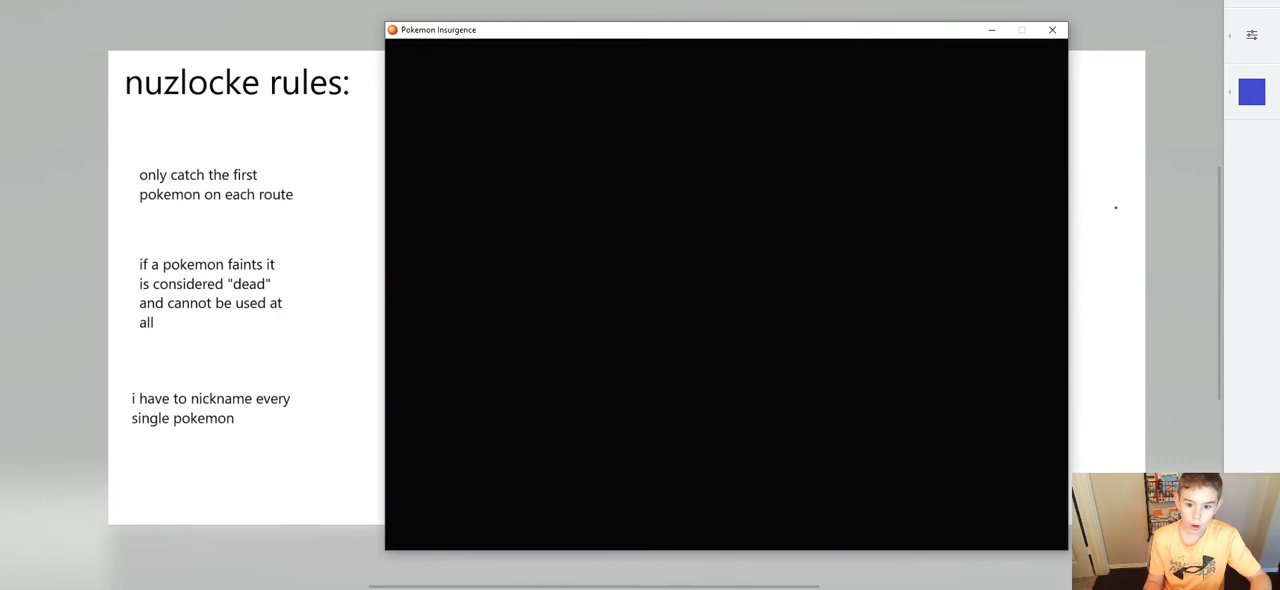 Pokemon Insurgence
nuzlocke rules:
only catch the first
pokemon on each route
if a pokemon faints it
is considered "dead"
and cannot be used at
all
i have to nickname every
single pokemon